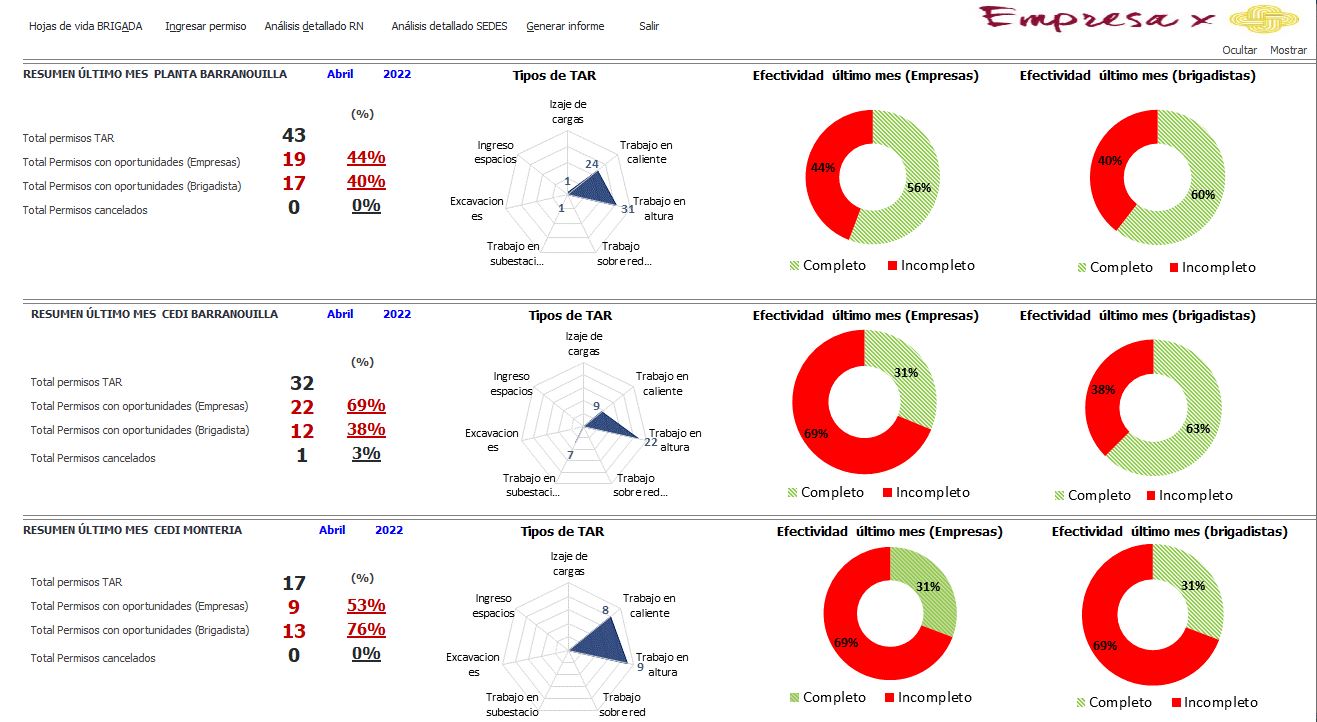 Hojas de vida BRIGADA Ingresar permiso Análisis detallado RN Análisis detallado SEDES Generar informe Salir
Empresa x
Ocultar Mostrar
RESUMEN ÚLTIMO MES PLANTA BARRANQUILLA Abril 2022
(%)
Total permisos TAR 43
Total Permisos con oportunidades (Empresas) 19 44%
Total Permisos con oportunidades (Brigadista) 17 40%
Total Permisos cancelados 0 0%
Tipos de TAR
Izaje de
cargas
Ingreso
espacios
Trabajo en
caliente
24
1
Excavacion
es
1
31
Trabajo en
altura
Trabajo en
subestaci...
Trabajo
sobre red...
Efectividad último mes (Empresas)
44%
56%
Completo Incompleto
Efectividad último mes (brigadistas)
40%
60%
Completo Incompleto
RESUMEN ÚLTIMO MES CEDI BARRANQUILLA Abril 2022
(%)
Total permisos TAR 32
Total Permisos con oportunidades (Empresas) 22 69%
Total Permisos con oportunidades (Brigadista) 12 38%
Total Permisos cancelados 1 3%
Tipos de TAR
Izaje de
cargas
Ingreso
espacios
Trabajo en
caliente
9
Excavacion
es
22
Trabajo en
altura
7
Trabajo en
subestaci...
Trabajo
sobre red...
Efectividad último mes (Empresas)
31%
69%
Completo Incompleto
Efectividad último mes (brigadistas)
38%
63%
Completo Incompleto
RESUMEN ÚLTIMO MES CEDI MONTERIA Abril 2022
(%)
Total permisos TAR 17
Total Permisos con oportunidades (Empresas) 9 53%
Total Permisos con oportunidades (Brigadista) 13 76%
Total Permisos cancelados 0 0%
Tipos de TAR
Izaje de
cargas
Ingreso
espacios
Trabajo en
caliente
8
Excavacion
es
9
Trabajo en
altura
Trabajo en
subestacio
Trabajo
sobre red
Efectividad último mes (Empresas)
31%
69%
Completo Incompleto
Efectividad último mes (brigadistas)
31%
69%
Completo Incompleto